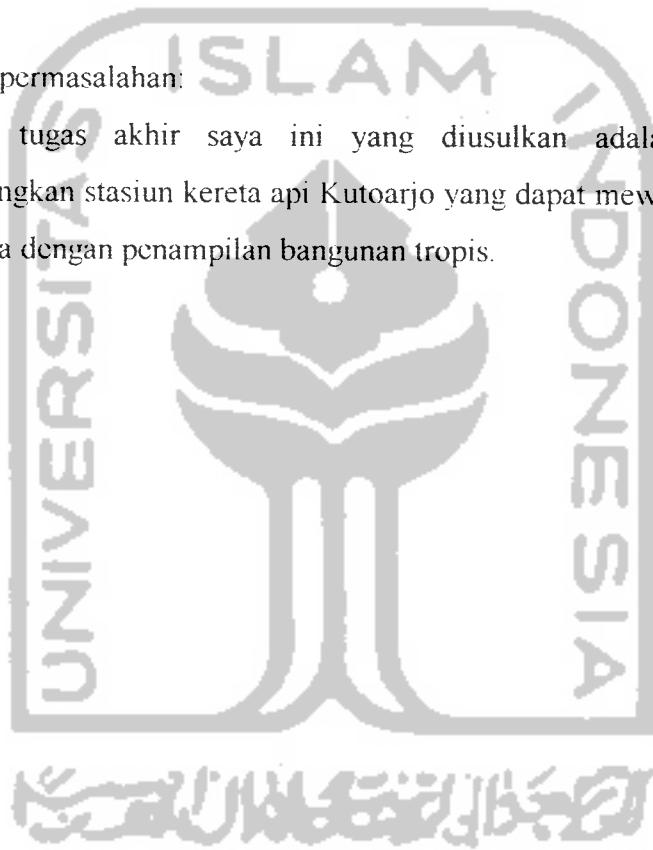 ISLAM
UNIVERSITAS
INDONESIA
permasalahan:
tugas akhir saya ini yang diusulkan adala
ngkan stasiun kereta api Kutoarjo yang dapat mew
a dengan penampilan bangunan tropis.